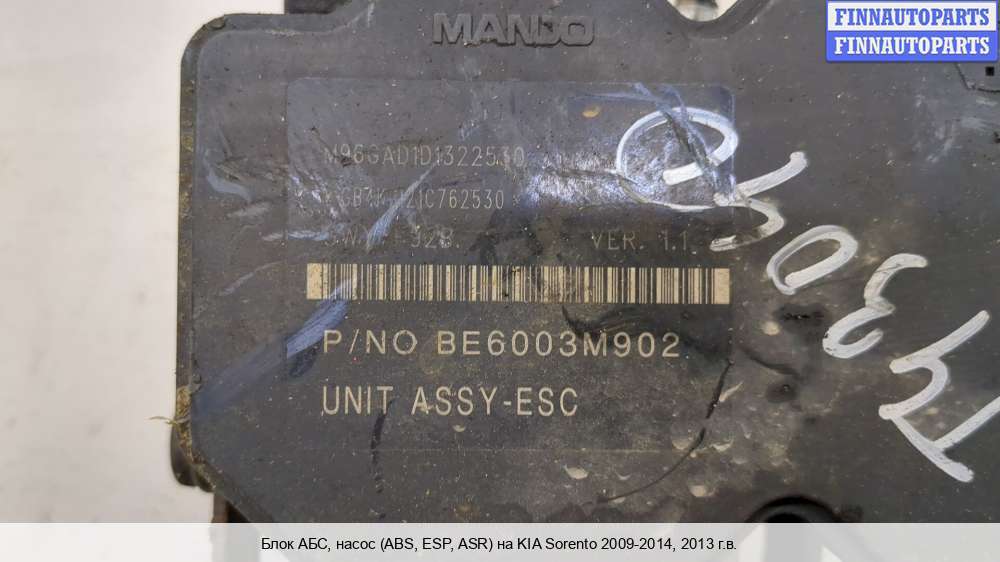 MANDO
FINNAUTOPARTS
FINNAUTOPARTS
M96GAD1D1322530
C762530
VER. 1.1
P/NO BE6003M902
UNIT ASSY-ESC
Блок АБС, насос (ABS, ESP, ASR) на KIA Sorento 2009-2014, 2013 г.в.